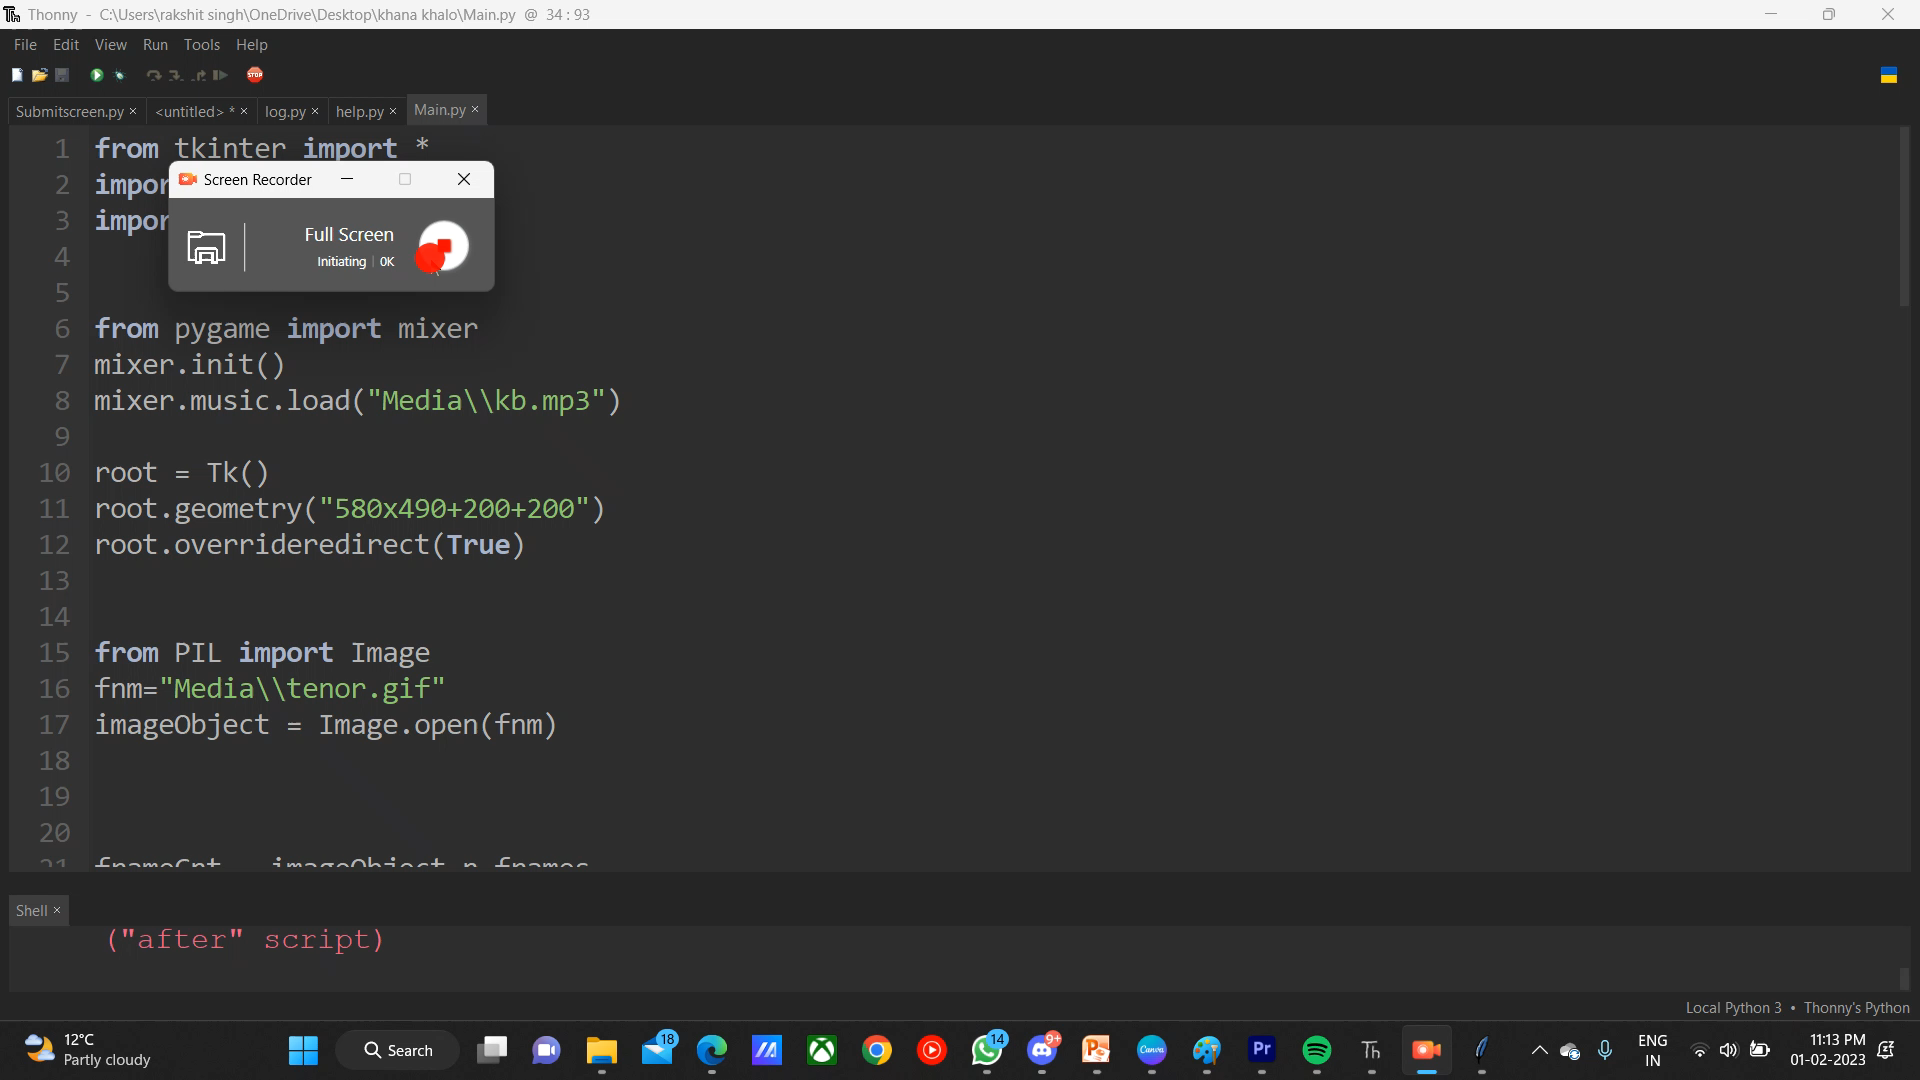 Thonny - C:\Users\rakshit singh\OneDrive\Desktop\khana khalo\Main.py @ 34 : 93
File Edit View Run Tools Help
STOP
Submitscreen.py × <untitled> * × log.py × help.py × Main.py ×
1 from tkinter import *
2 impor
3 impor
Screen Recorder
Full Screen
Initiating | 0K
4
5
6 from pygame import mixer
7 mixer.init()
8 mixer.music.load("Media\\kb.mp3")
9
10 root = Tk()
11 root.geometry("580x490+200+200")
12 root.overrideredirect(True)
13
14
15 from PIL import Image
16 fnm="Media\\tenor.gif"
17 imageObject = Image.open(fnm)
18
19
20
Shell ×
("after" script)
Local Python 3 • Thonny's Python
12°C
Partly cloudy
Search
18
14
9+
Canva
Pr
Th
ENG
IN
11:13 PM
01-02-2023